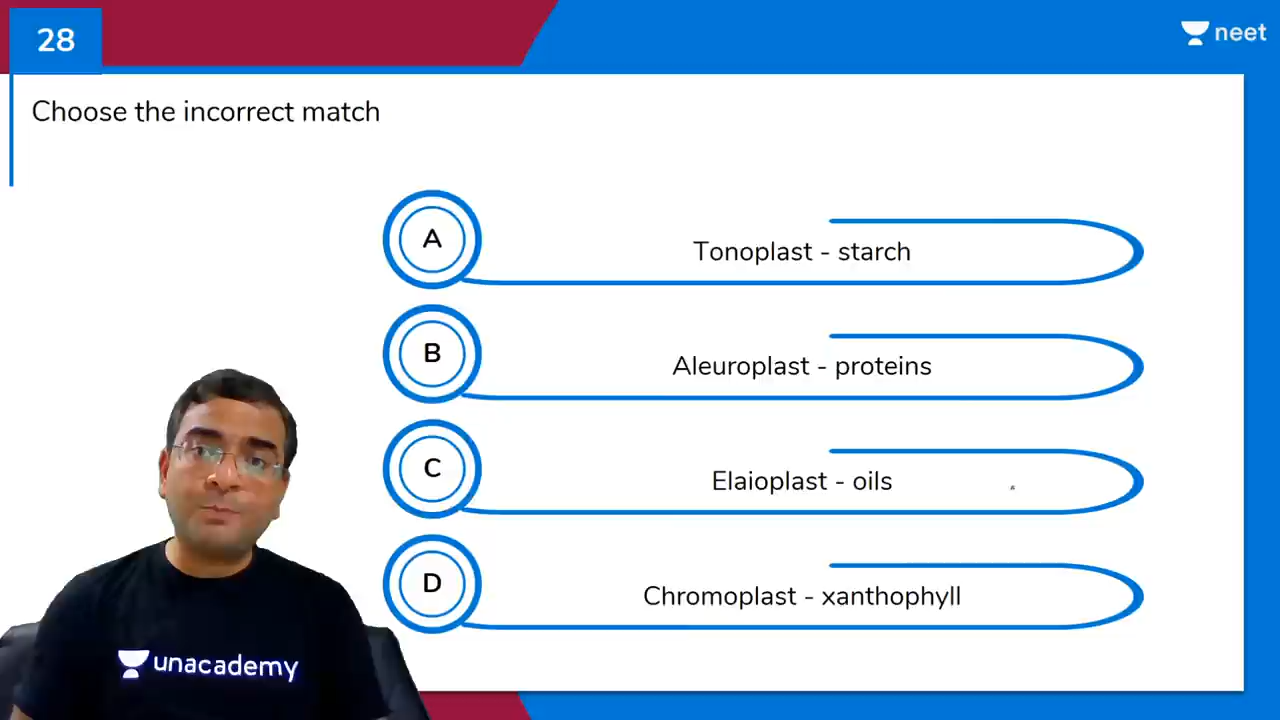 28
neet
Choose the incorrect match
A
Tonoplast - starch
B
Aleuroplast - proteins
C
Elaioplast - oils
D
Chromoplast - xanthophyll
unacademy